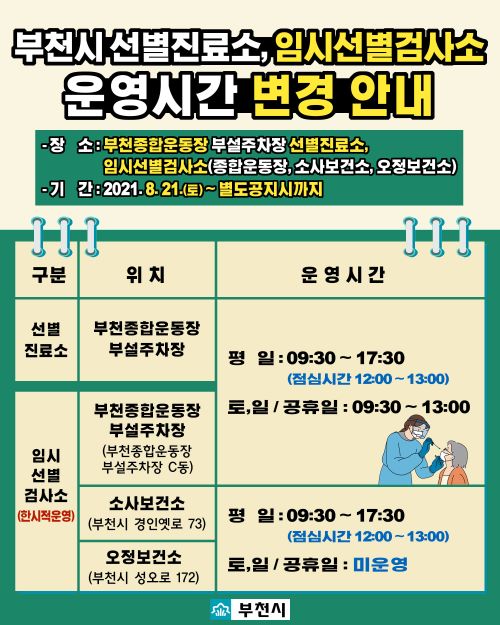 부천시 선별진료소, 임시선별검사소
운영시간 변경 안내
- 장 소 : 부천종합운동장 부설주차장 선별진료소,
임시선별검사소(종합운동장, 소사보건소, 오정보건소)
- 기 간 : 2021. 8. 21.(토) ~ 별도공지시까지
구분 위 치 운 영 시 간
선별
진료소
부천종합운동장
부설주차장
임시
선별
검사소
(한시적운영)
부천종합운동장
부설주차장
(부천종합운동장
부설주차장 C동)
평 일 : 09:30 ~ 17:30
(점심시간 12:00 ~ 13:00)
토,일 / 공휴일 : 09:30 ~ 13:00
소사보건소
(부천시 경인옛로 73)
오정보건소
(부천시 성오로 172)
평 일 : 09:30 ~ 17:30
(점심시간 12:00 ~ 13:00)
토,일 / 공휴일 : 미운영
부천시